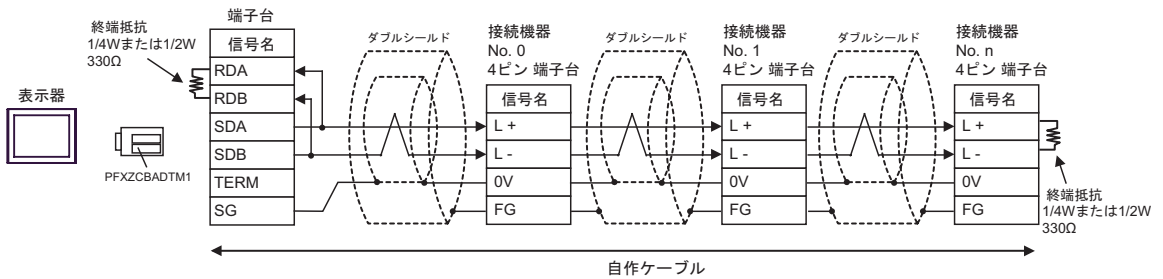 表示器
PFXZCBADTM1
終端抵抗
1/4Wまたは1/2W
330Ω
端子台
信号名
RDA
RDB
SDA
SDB
TERM
SG
ダブルシールド
接続機器
No. 0
4ピン 端子台
信号名
L +
L -
0V
FG
ダブルシールド
接続機器
No. 1
4ピン 端子台
信号名
L +
L -
0V
FG
ダブルシールド
接続機器
No. n
4ピン 端子台
信号名
L +
L -
0V
FG
終端抵抗
1/4Wまたは1/2W
330Ω
自作ケーブル